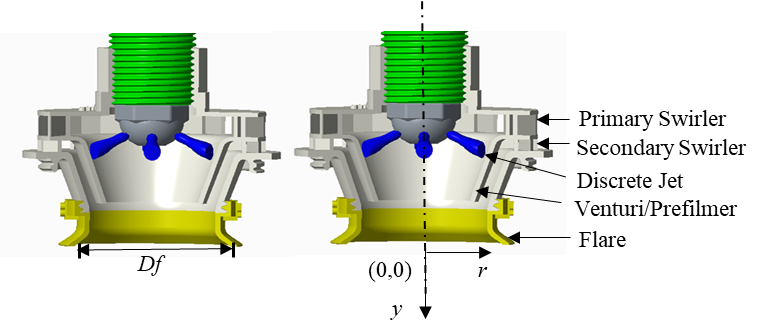 Primary Swirler
Secondary Swirler
Discrete Jet
Venturi/Prefilmer
Flare
Df
(0,0)
r
y